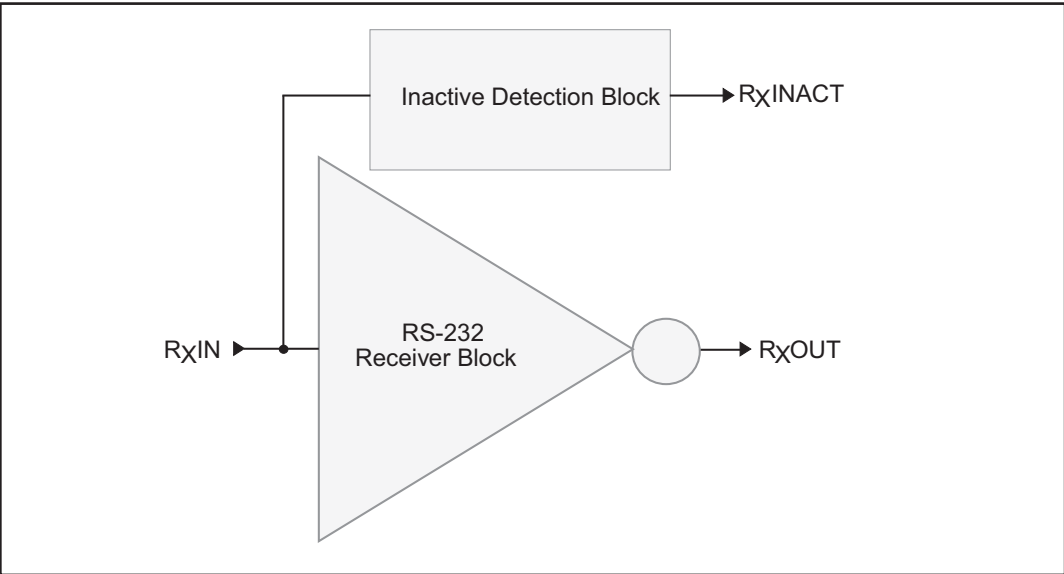 Inactive Detection Block
RXINACT
RXIN
RS-232
Receiver Block
RXOUT